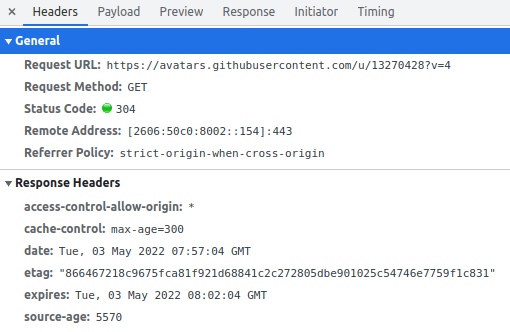 × Headers Payload Preview Response Initiator Timing
▼ General
Request URL: https://avatars.githubusercontent.com/u/13270428?v=4
Request Method: GET
Status Code: 304
Remote Address: [2606:50c0:8002::154]:443
Referrer Policy: strict-origin-when-cross-origin
▼ Response Headers
access-control-allow-origin: *
cache-control: max-age=300
date: Tue, 03 May 2022 07:57:04 GMT
etag: "866467218c9675fca81f921d68841c2c272805dbe901025c54746e7759f1c831"
expires: Tue, 03 May 2022 08:02:04 GMT
source-age: 5570